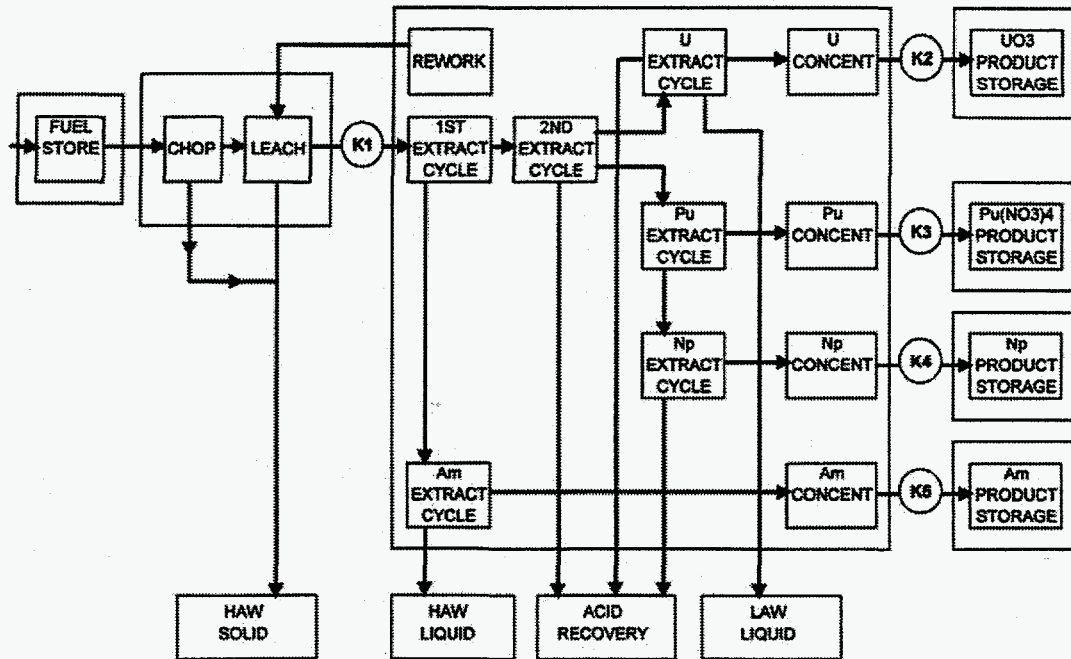 REWORK
U
EXTRACT
CYCLE
U
CONCENT
K2
UO3
PRODUCT
STORAGE
FUEL
STORE
CHOP
LEACH
K1
1ST
EXTRACT
CYCLE
2ND
EXTRACT
CYCLE
Pu
EXTRACT
CYCLE
Pu
CONCENT
K3
Pu(NO3)4
PRODUCT
STORAGE
Np
EXTRACT
CYCLE
Np
CONCENT
K4
Np
PRODUCT
STORAGE
Am
EXTRACT
CYCLE
Am
CONCENT
K5
Am
PRODUCT
STORAGE
HAW
SOLID
HAW
LIQUID
ACID
RECOVERY
LAW
LIQUID